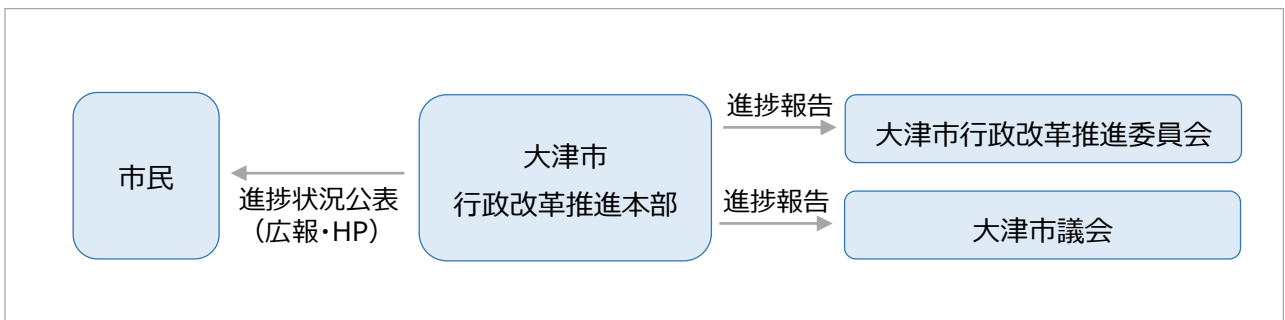 市民
進捗状況公表
（広報・HP）
大津市
行政改革推進本部
進捗報告
大津市行政改革推進委員会
進捗報告
大津市議会